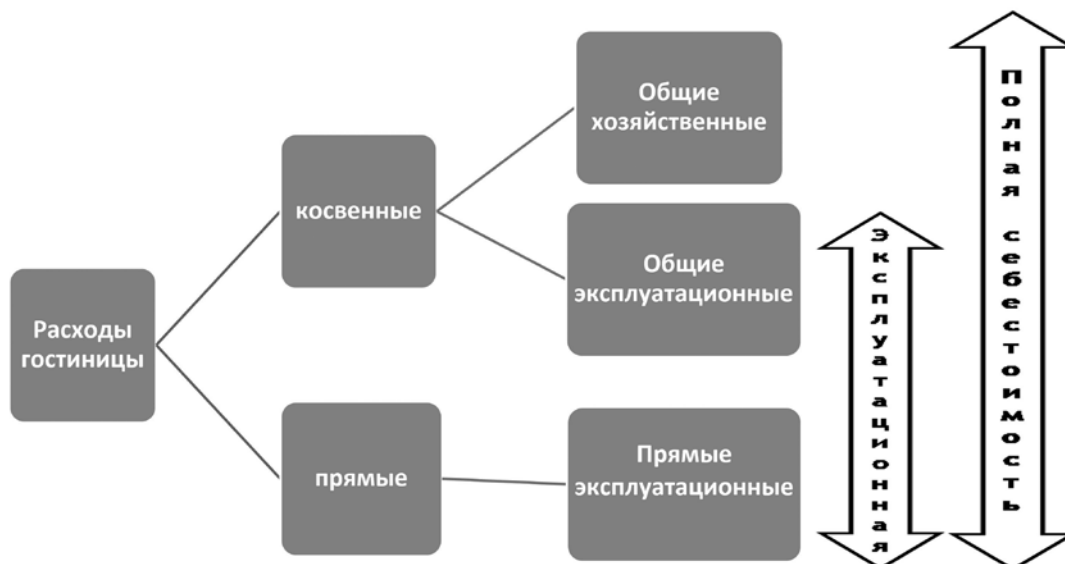 Расходы
гостиницы
косвенные
прямые
Общие
хозяйственные
Общие
эксплуатационные
Прямые
эксплуатационные
Эксплуатационная
Полная себестоимость